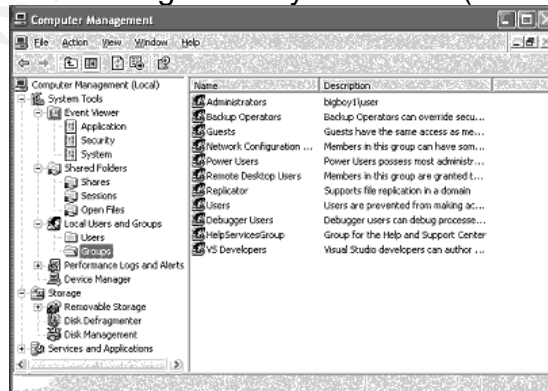 Computer Management
File Action View Window Help
Computer Management (Local)
System Tools
Event Viewer
Application
Security
System
Shared Folders
Shares
Sessions
Open Files
Local Users and Groups
Users
Groups
Performance Logs and Alerts
Device Manager
Storage
Removable Storage
Disk Defragmenter
Disk Management
Services and Applications
Name Description
Administrators bigboy1\user
Backup Operators Backup Operators can override secu...
Guests Guests have the same access as me...
Network Configuration ... Members in this group can have som...
Power Users Power Users possess most administr...
Remote Desktop Users Members in this group are granted t...
Replicator Supports file replication in a domain
Users Users are prevented from making ac...
Debugger Users Debugger users can debug processe...
HelpServicesGroup Group for the Help and Support Center
VS Developers Visual Studio developers can author ...